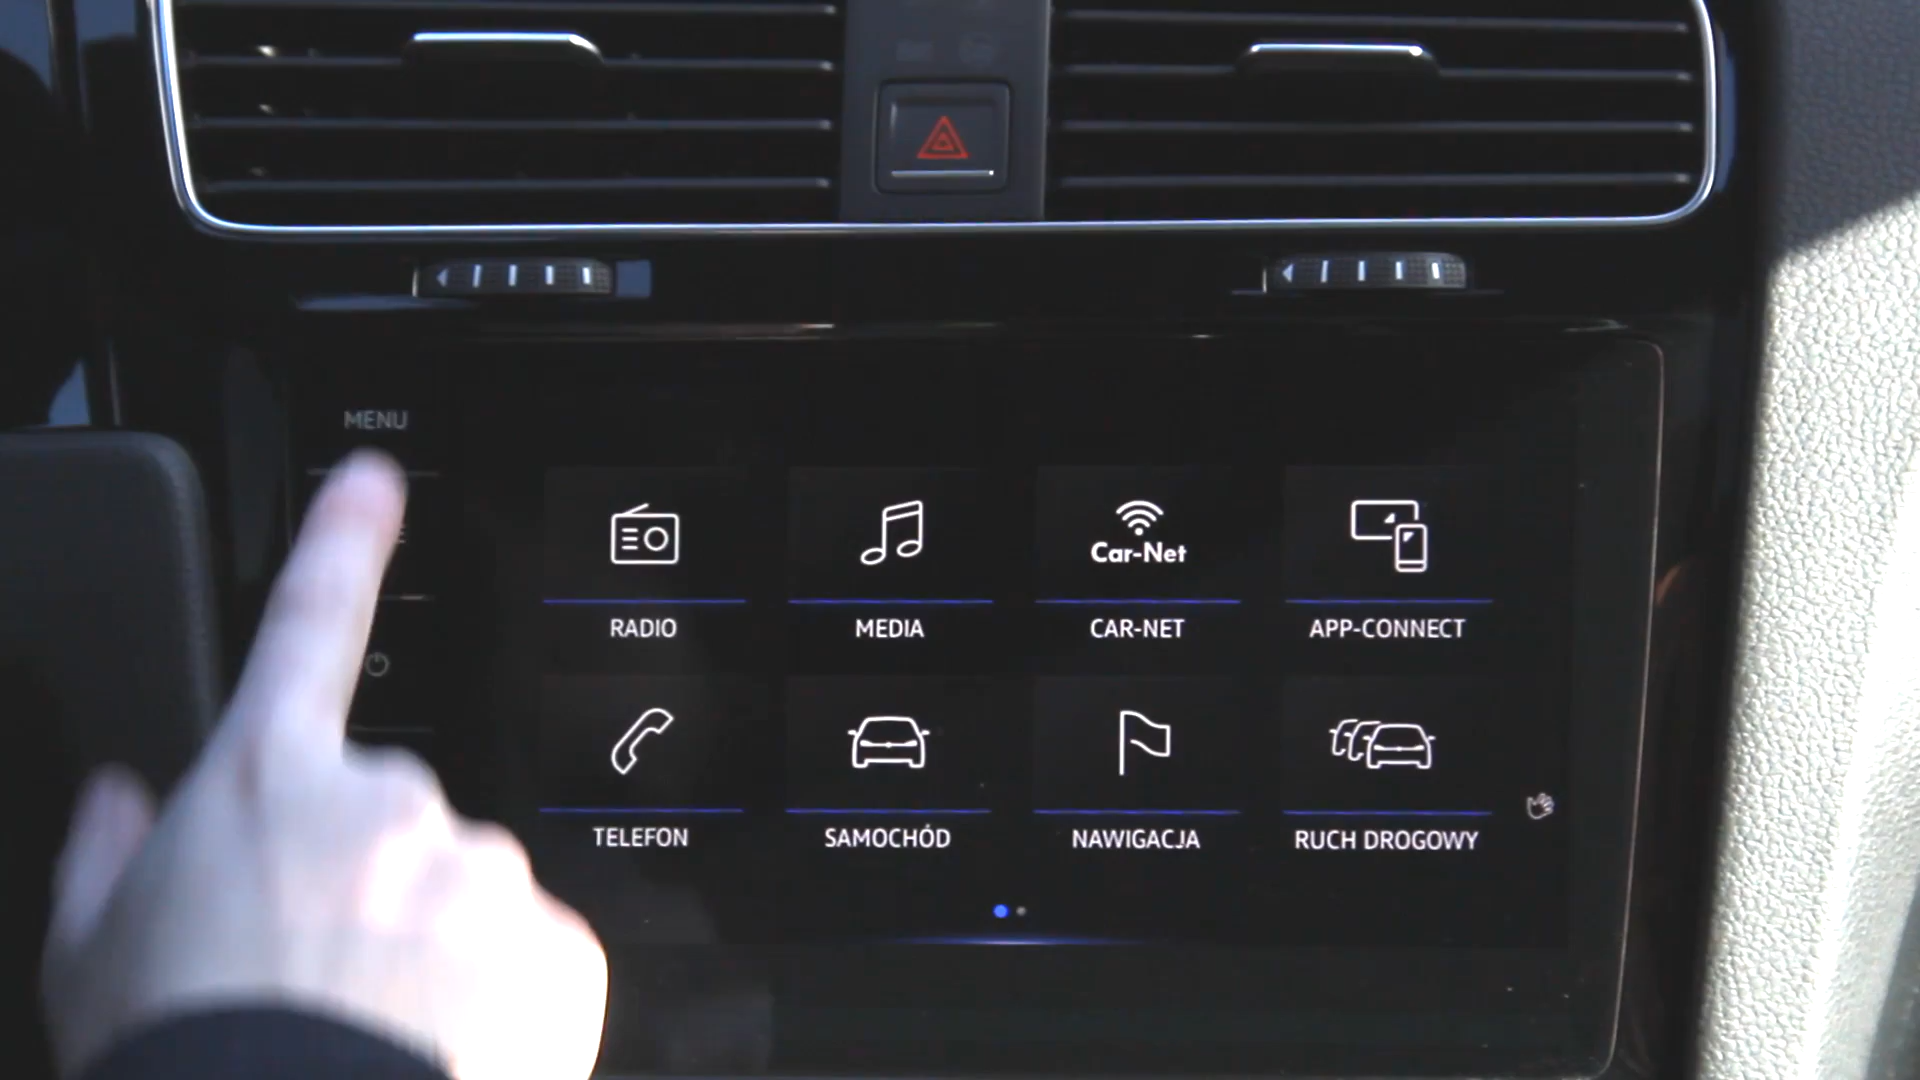 MENU
Car-Net
RADIO
MEDIA
CAR-NET
APP-CONNECT
TELEFON
SAMOCHÓD
NAWIGACJA
RUCH DROGOWY